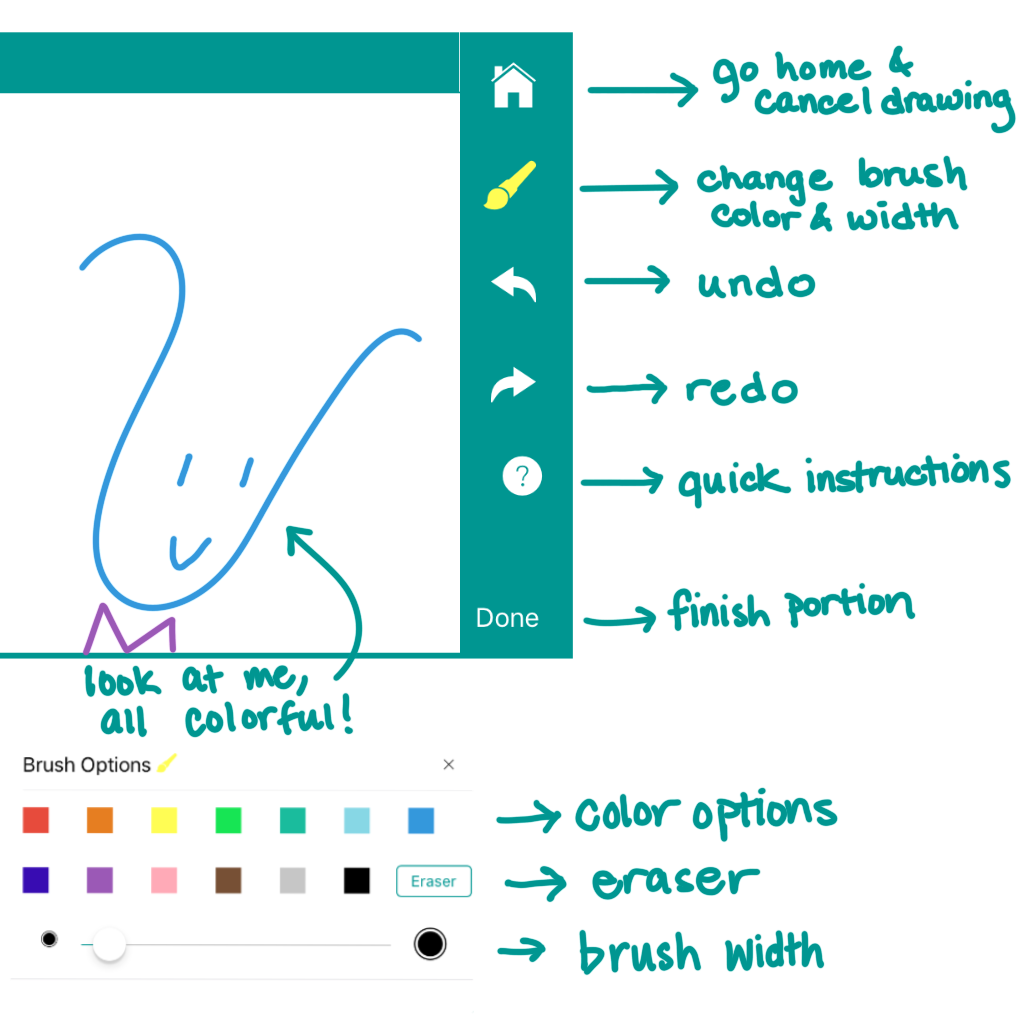 go home &
cancel drawing
change brush
color & width
undo
redo
?
quick instructions
Done
finish portion
look at me,
all colorful!
Brush Options
×
color options
Eraser
eraser
brush width